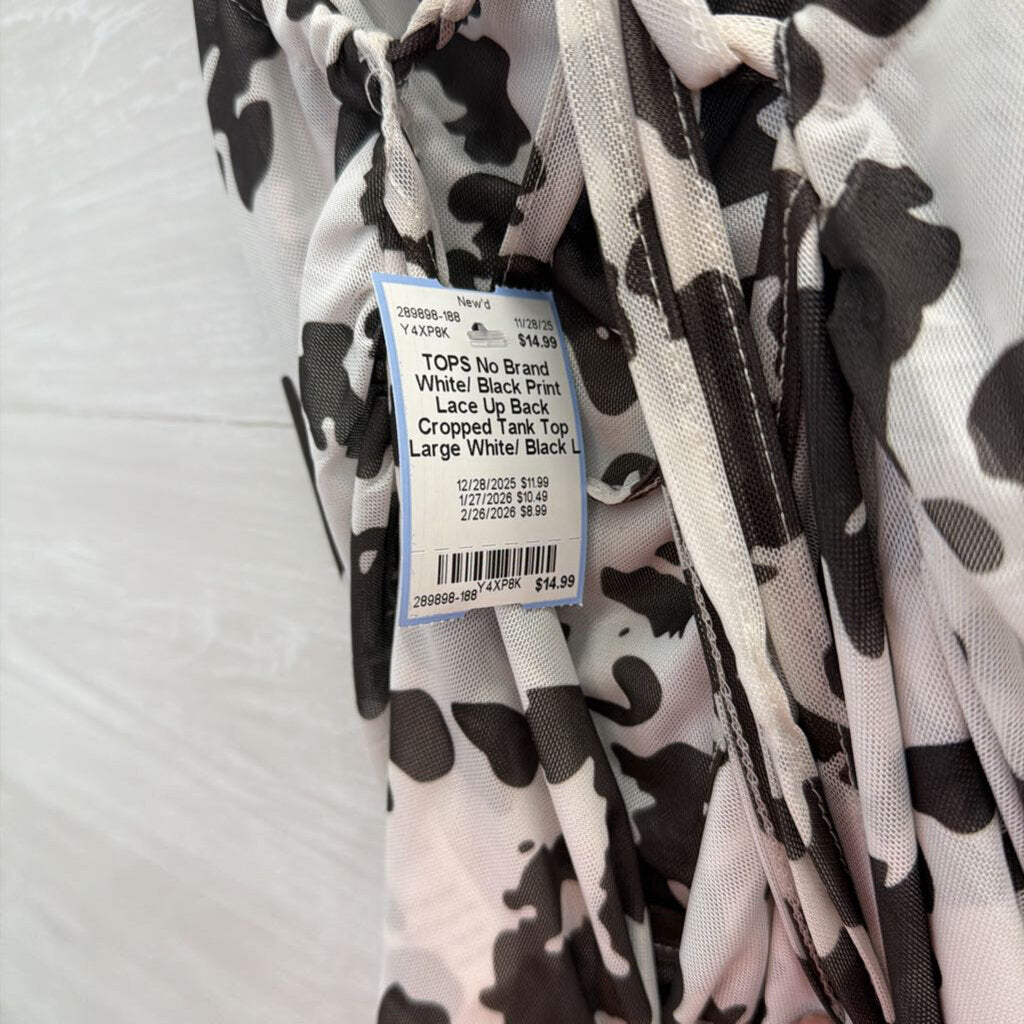 New'd
289898-188 11/28/25
Y4XP8K $14.99
TOPS No Brand
White/ Black Print
Lace Up Back
Cropped Tank Top
Large White/ Black L
12/28/2025 $11.99
1/27/2026 $10.49
2/26/2026 $8.99
289898-188 Y4XP8K $14.99